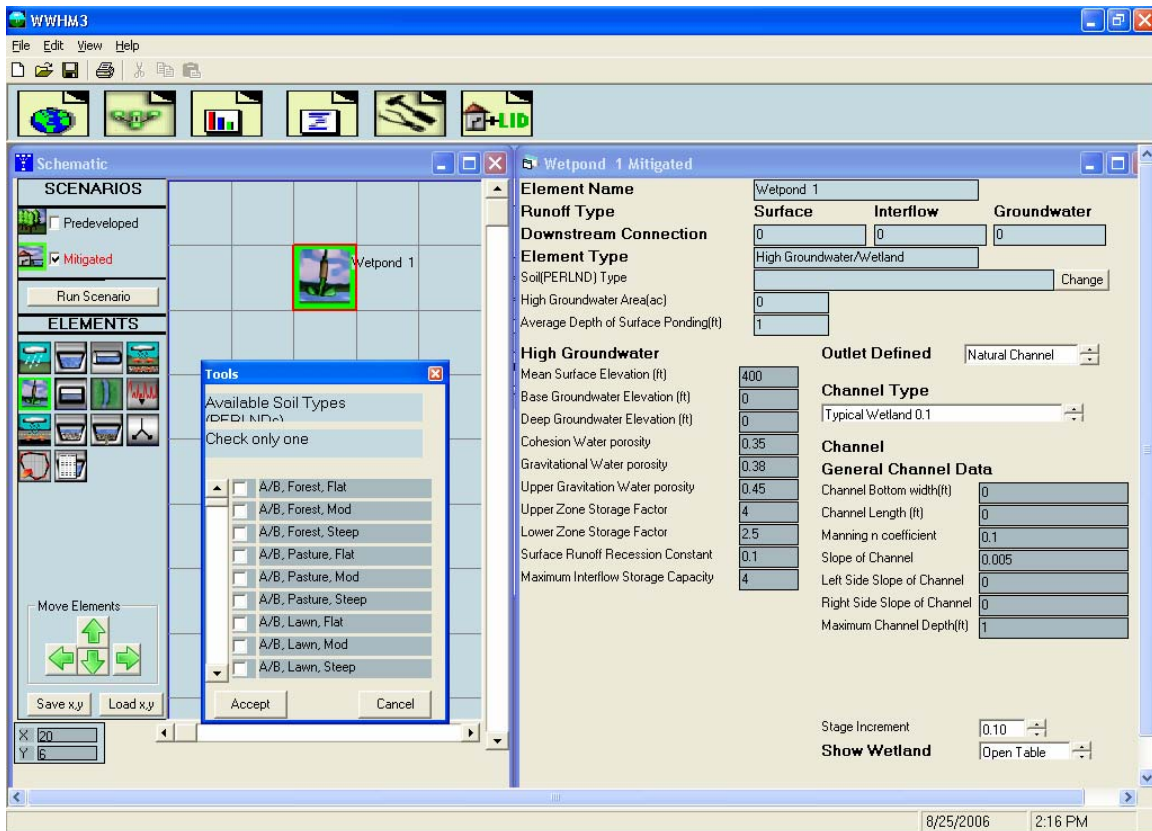 WWHM3
File Edit View Help
+LID
Schematic
SCENARIOS
Predeveloped
Mitigated
Run Scenario
ELEMENTS
Move Elements
Save x,y Load x,y
X 20
Y 6
Wetpond 1
Tools
Available Soil Types
(PERLNDs)
Check only one
A/B, Forest, Flat
A/B, Forest, Mod
A/B, Forest, Steep
A/B, Pasture, Flat
A/B, Pasture, Mod
A/B, Pasture, Steep
A/B, Lawn, Flat
A/B, Lawn, Mod
A/B, Lawn, Steep
Accept Cancel
Wetpond 1 Mitigated
Element Name Wetpond 1
Runoff Type Surface Interflow Groundwater
Downstream Connection 0 0 0
Element Type High Groundwater/Wetland
Soil(PERLND) Type Change
High Groundwater Area(ac) 0
Average Depth of Surface Ponding(ft) 1
High Groundwater
Mean Surface Elevation (ft) 400
Base Groundwater Elevation (ft) 0
Deep Groundwater Elevation (ft) 0
Cohesion Water porosity 0.35
Gravitational Water porosity 0.38
Upper Gravitation Water porosity 0.45
Upper Zone Storage Factor 4
Lower Zone Storage Factor 2.5
Surface Runoff Recession Constant 0.1
Maximum Interflow Storage Capacity 4
Outlet Defined Natural Channel
Channel Type
Typical Wetland 0.1
Channel
General Channel Data
Channel Bottom width(ft) 0
Channel Length (ft) 0
Manning n coefficient 0.1
Slope of Channel 0.005
Left Side Slope of Channel 0
Right Side Slope of Channel 0
Maximum Channel Depth(ft) 1
Stage Increment 0.10
Show Wetland Open Table
8/25/2006 2:16 PM